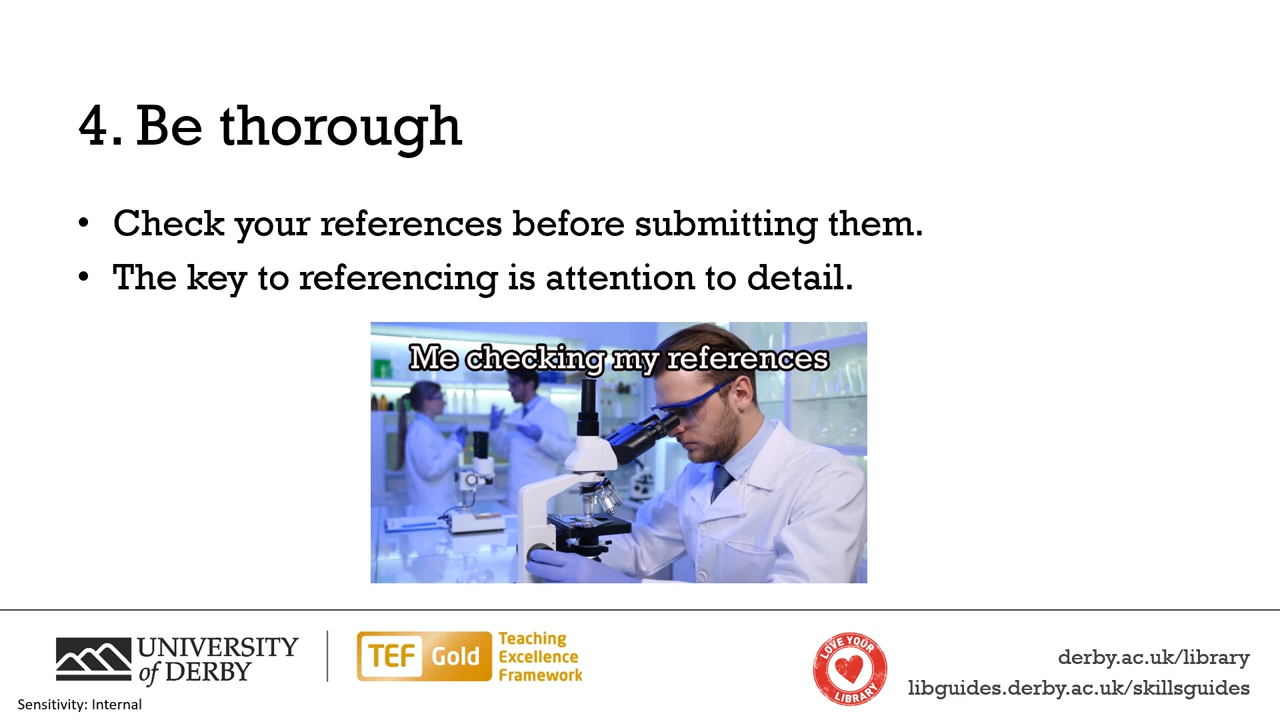 4. Be thorough
• Check your references before submitting them.
• The key to referencing is attention to detail.
Me checking my references
UNIVERSITY
of DERBY
TEF Gold
Teaching
Excellence
Framework
LOVE YOUR
LIBRARY
derby.ac.uk/library
libguides.derby.ac.uk/skillsguides
Sensitivity: Internal